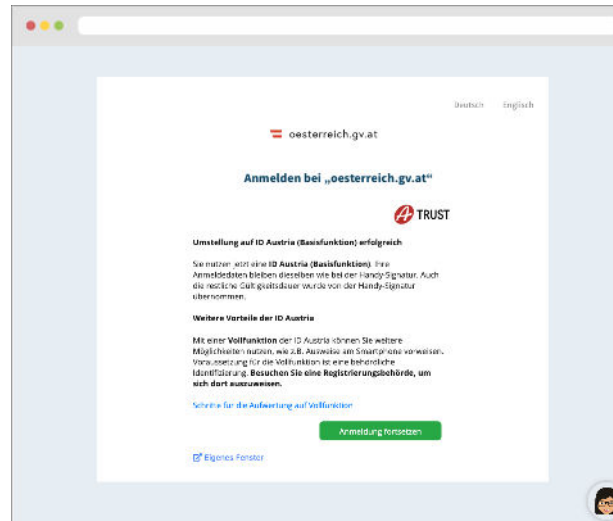 Deutsch Englisch
oesterreich.gv.at
Anmelden bei „oesterreich.gv.at“
A TRUST
Umstellung auf ID Austria (Basisfunktion) erfolgreich
Sie nutzen jetzt eine ID Austria (Basisfunktion). Ihre
Anmeldedaten bleiben dieselben wie bei der Handy-Signatur. Auch
die restliche Gültigkeitsdauer wurde von der Handy-Signatur
übernommen.
Weitere Vorteile der ID Austria
Mit einer Vollfunktion der ID Austria können Sie weitere
Möglichkeiten nutzen, wie z.B. Ausweise am Smartphone vorweisen.
Voraussetzung für die Vollfunktion ist eine behördliche
Identifizierung. Besuchen Sie eine Registrierungsbehörde, um
sich dort auszuweisen.
Schritte für die Aufwertung auf Vollfunktion
Anmeldung fortsetzen
Eigenes Fenster